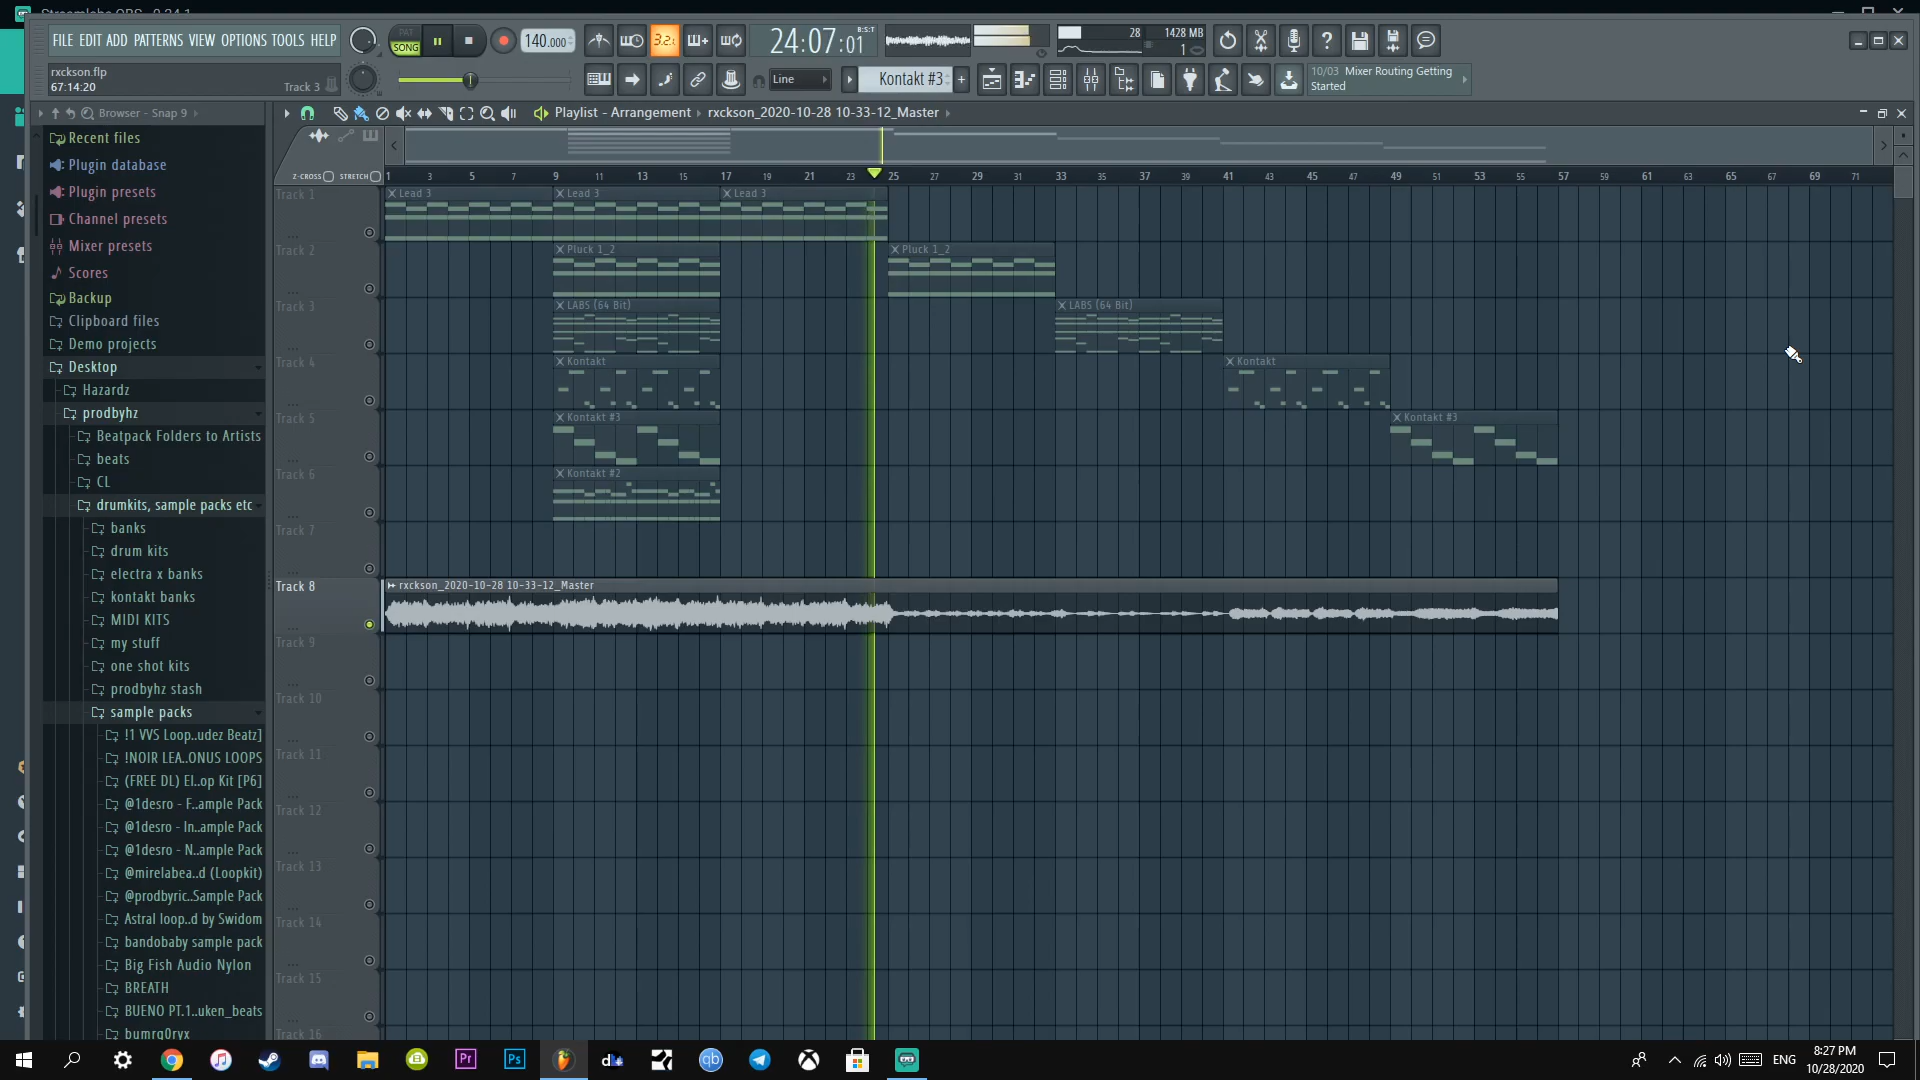 FILE EDIT ADD PATTERNS VIEW OPTIONS TOOLS HELP
PAT
SONG
140.000
3.2.
24:07:01
B:S:T
28
1428 MB
1
rxckson.flp
67:14:20
Track 3
Line
Kontakt #3
10/03 Mixer Routing Getting
Started
Browser - Snap 9
Playlist - Arrangement › rxckson_2020-10-28 10-33-12_Master
Recent files
Plugin database
Plugin presets
Channel presets
Mixer presets
Scores
Backup
Clipboard files
Demo projects
Desktop
Hazardz
prodbyhz
Beatpack Folders to Artists
beats
CL
drumkits, sample packs etc
banks
drum kits
electra x banks
kontakt banks
MIDI KITS
my stuff
one shot kits
prodbyhz stash
sample packs
!1 VVS Loop..udez Beatz]
!NOIR LEA..ONUS LOOPS
(FREE DL) El..op Kit [P6]
@1desro - F..ample Pack
@1desro - In..ample Pack
@1desro - N..ample Pack
@mirelabea..d (Loopkit)
@prodbyric..Sample Pack
Astral loop..d by Swidom
bandobaby sample pack
Big Fish Audio Nylon
BREATH
BUENO PT.1..uken_beats
bumrg0ryx
Z-CROSS STRETCH
1 3 5 7 9 11 13 15 17 19 21 23 25 27 29 31 33 35 37 39 41 43 45 47 49 51 53 55 57 59 61 63 65 67 69 71
Track 1
Lead 3
Lead 3
Lead 3
Track 2
Pluck 1_2
Pluck 1_2
Track 3
LABS (64 Bit)
LABS (64 Bit)
Track 4
Kontakt
Kontakt
Track 5
Kontakt #3
Kontakt #3
Track 6
Kontakt #2
Track 7
Track 8
rxckson_2020-10-28 10-33-12_Master
Track 9
Track 10
Track 11
Track 12
Track 13
Track 14
Track 15
Track 16
Pr
Ps
qb
ENG
8:27 PM
10/28/2020